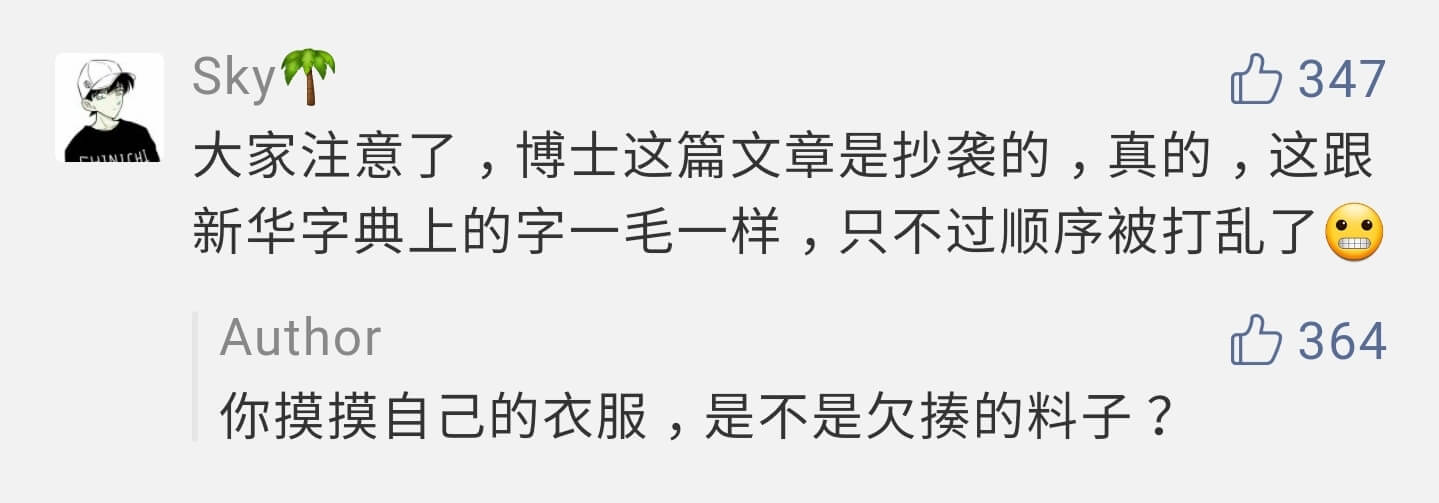 Sky🌴
347
大家注意了，博士这篇文章是抄袭的，真的，这跟
新华字典上的字一毛一样，只不过顺序被打乱了😬
Author
364
你摸摸自己的衣服，是不是欠揍的料子？